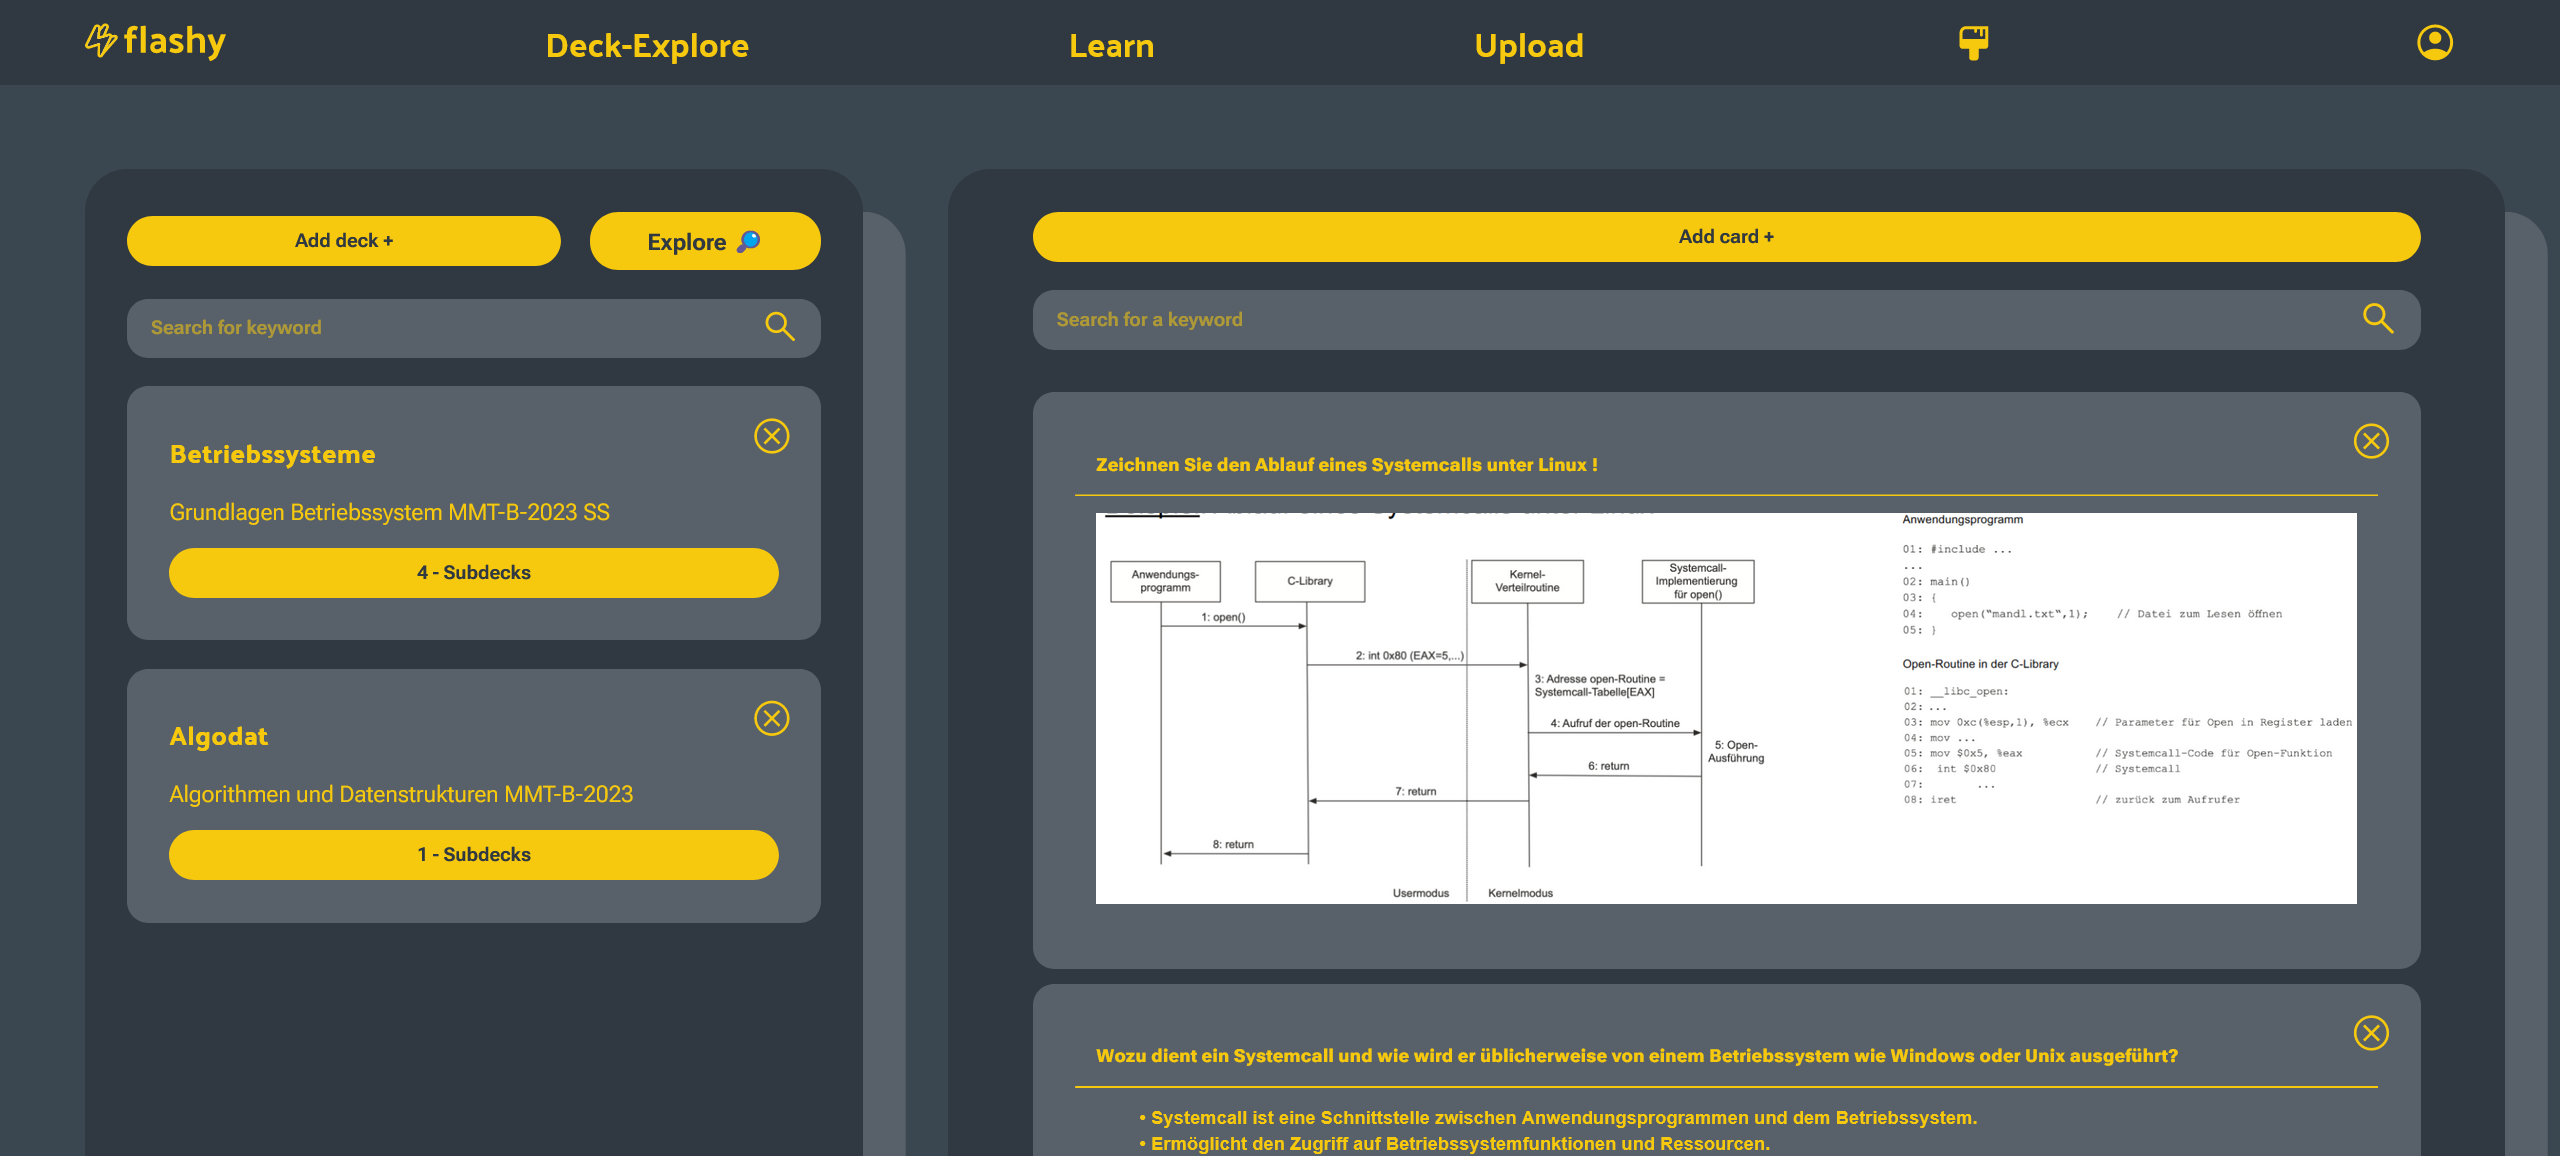 flashy
Deck-Explore
Learn
Upload
Add deck +
Explore
Search for keyword
Betriebssysteme
Grundlagen Betriebssystem MMT-B-2023 SS
4 - Subdecks
Algodat
Algorithmen und Datenstrukturen MMT-B-2023
1 - Subdecks
Add card +
Search for a keyword
Zeichnen Sie den Ablauf eines Systemcalls unter Linux !
Anwendungs-
programm
C-Library
Kernel-
Verteilroutine
Systemcall-
Implementierung
für open()
1: open()
2: int 0x80 (EAX=5,...)
3: Adresse open-Routine =
Systemcall-Tabelle[EAX]
4: Aufruf der open-Routine
5: Open-
Ausführung
6: return
7: return
8: return
Usermodus
Kernelmodus
Anwendungsprogramm
01: #include ...
...
02: main()
03: {
04: open("mandl.txt",1); // Datei zum Lesen öffnen
05: }
Open-Routine in der C-Library
01: __libc_open:
02: ...
03: mov 0xc(%esp,1), %ecx // Parameter für Open in Register laden
04: mov ...
05: mov $0x5, %eax // Systemcall-Code für Open-Funktion
06: int $0x80 // Systemcall
07: ...
08: iret // zurück zum Aufrufer
Wozu dient ein Systemcall und wie wird er üblicherweise von einem Betriebssystem wie Windows oder Unix ausgeführt?
• Systemcall ist eine Schnittstelle zwischen Anwendungsprogrammen und dem Betriebssystem.
• Ermöglicht den Zugriff auf Betriebssystemfunktionen und Ressourcen.